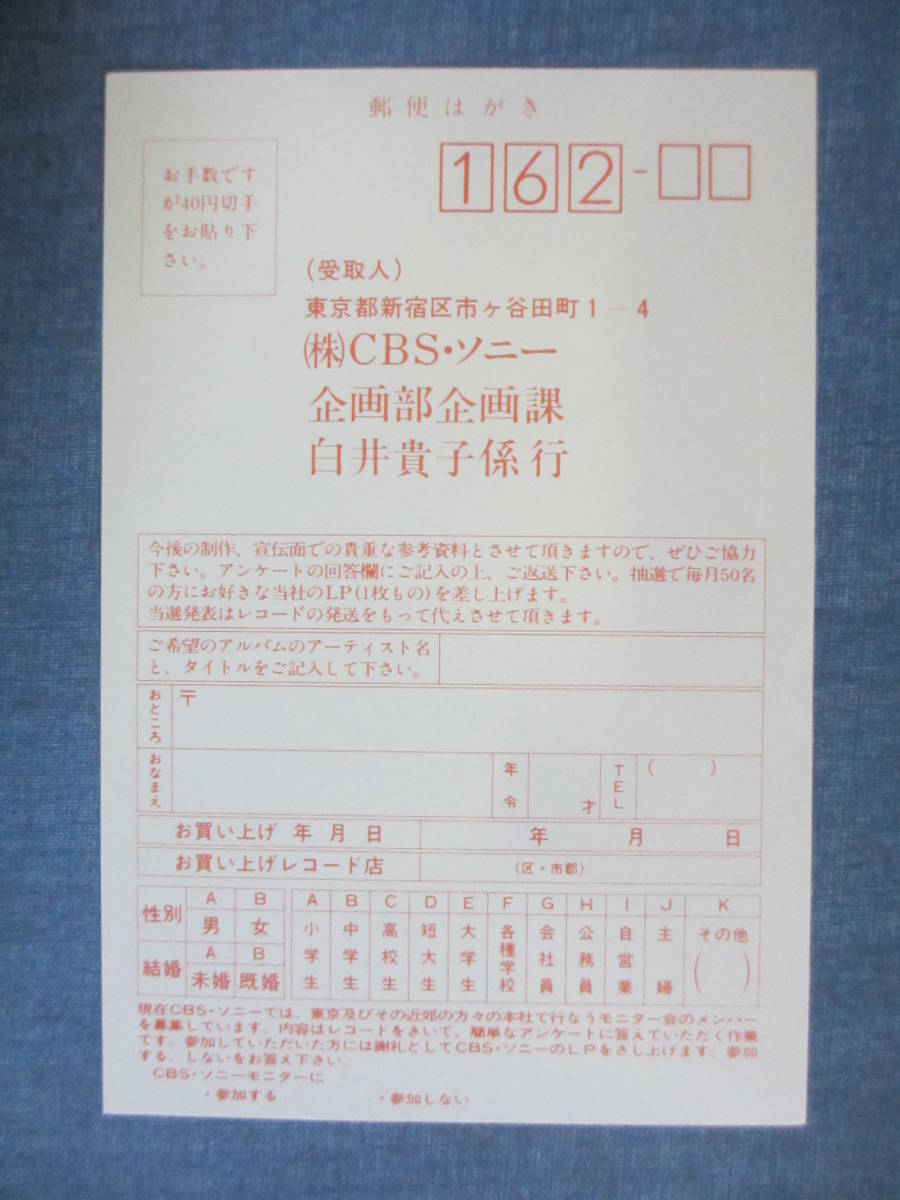 郵便はがき
お手数です
が40円切手
をお貼り下
さい。
162-
(受取人)
東京都新宿区市ヶ谷田町1―4
㈱CBS・ソニー
企画部企画課
白井貴子係行
今後の制作、宣伝面での貴重な参考資料とさせて頂きますので、ぜひご協力
下さい。アンケートの回答欄にご記入の上、ご返送下さい。抽選で毎月50名
の方にお好きな当社のLP(1枚もの)を差し上げます。
当選発表はレコードの発送をもって代えさせて頂きます。
ご希望のアルバムのアーティスト名
と、タイトルをご記入して下さい。
おところ
〒
おなまえ
年令
才
TEL
( )
お買い上げ 年 月 日
年 月 日
お買い上げレコード店
(区・市郡)
性別
A B
男 女
結婚
A B
未婚 既婚
A B C D E F G H I J K
小学生 中学生 高校生 短大生 大学生 各種学校 会社員 公務員 自営業 主婦 その他( )
現在CBS・ソニーでは、東京及びその近郊の方々の本社で行なうモニター会のメンバー
を募集しています。内容はレコードをきいて、簡単なアンケートに答えていただく作業
です。参加していただいた方には謝礼としてCBS・ソニーのLPをさし上げます。参加
する、しないをお答え下さい。
CBS・ソニーモニターに
・参加する ・参加しない